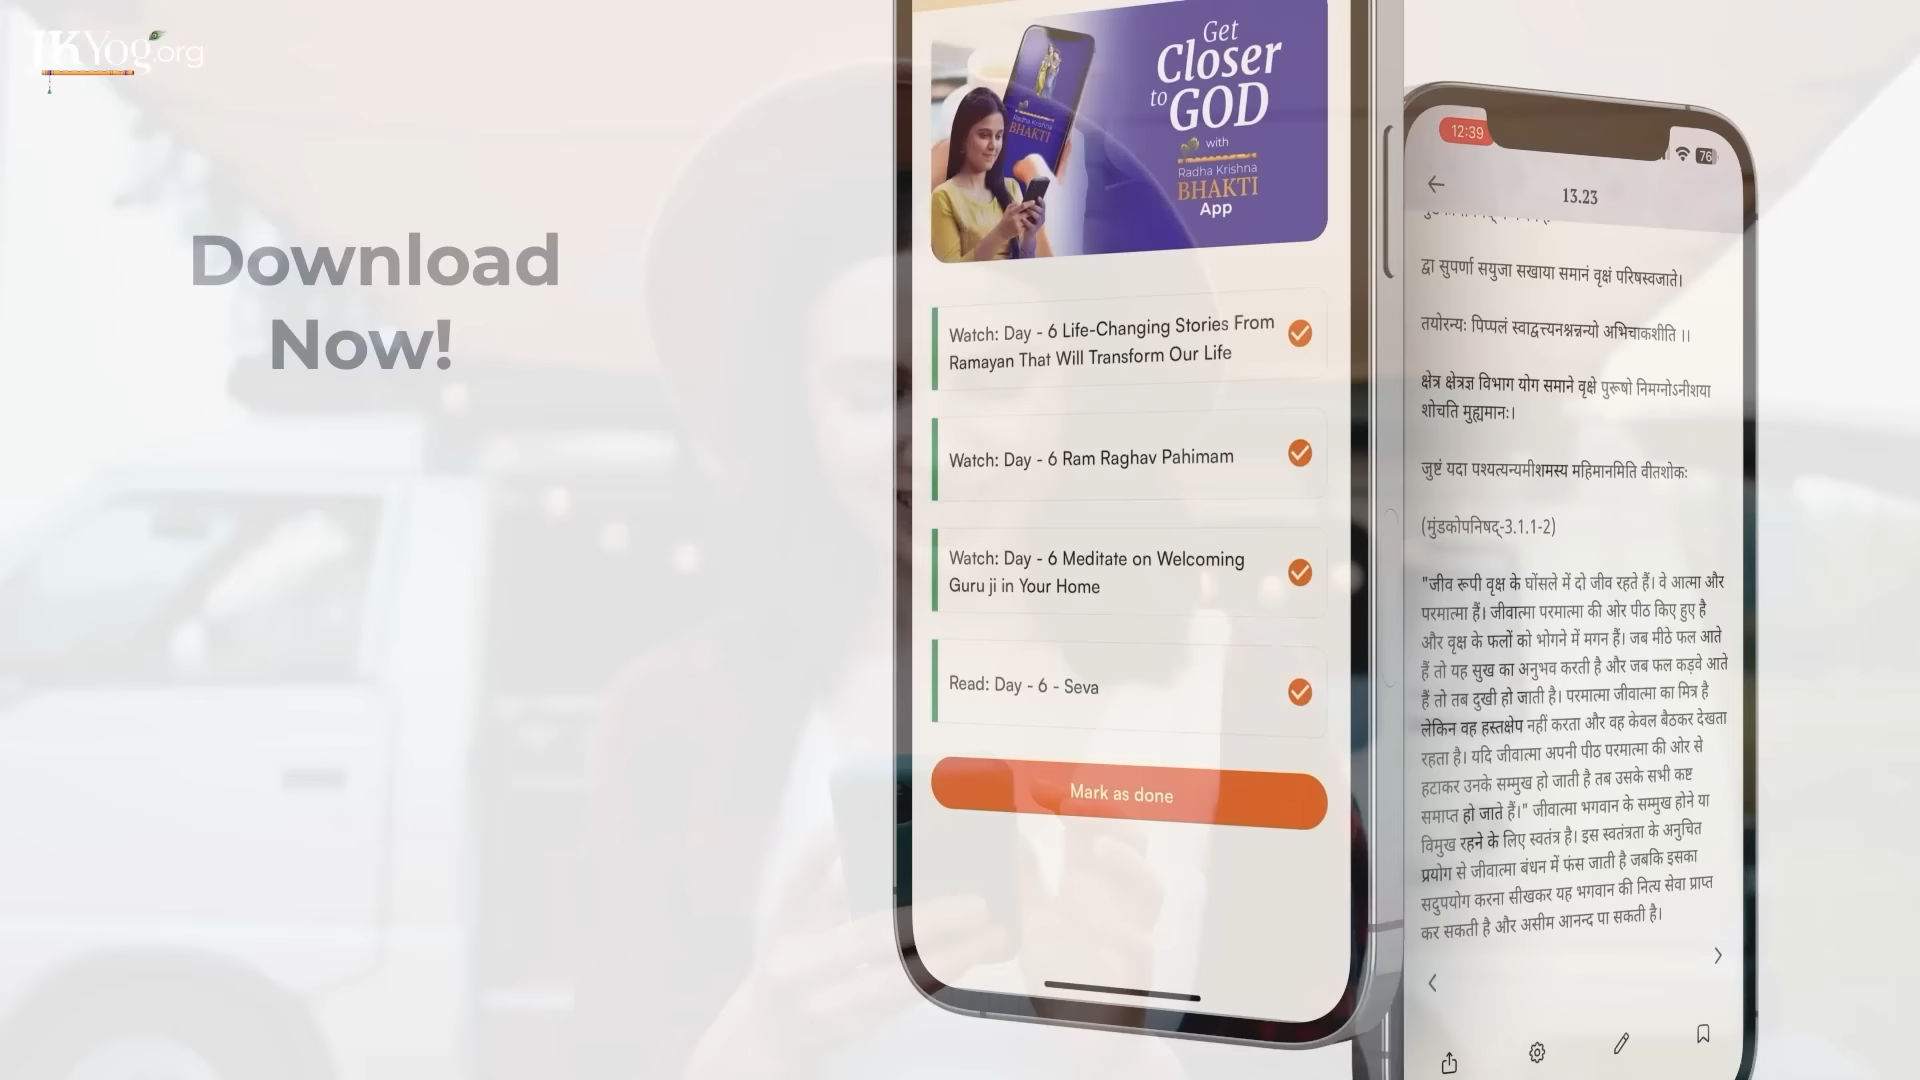 JKYog.org
Download
Now!
Get
Closer
to GOD
with
Radha Krishna
BHAKTI
App
Radha Krishna
BHAKTI
Watch: Day - 6 Life-Changing Stories From
Ramayan That Will Transform Our Life
Watch: Day - 6 Ram Raghav Pahimam
Watch: Day - 6 Meditate on Welcoming
Guru ji in Your Home
Read: Day - 6 - Seva
Mark as done
12:39
76
13.23
द्वा सुपर्णा सयुजा सखाया समानं वृक्षं परिषस्वजाते।
तयोरन्यः पिप्पलं स्वाद्वत्त्यनश्नन्नन्यो अभिचाकशीति ।।
क्षेत्र क्षेत्रज्ञ विभाग योग समाने वृक्षे पुरूषो निमग्नोऽनीशया
शोचति मुह्यमानः।
जुष्टं यदा पश्यत्यन्यमीशमस्य महिमानमिति वीतशोकः
(मुंडकोपनिषद्-3.1.1-2)
"जीव रूपी वृक्ष के घोंसले में दो जीव रहते हैं। वे आत्मा और
परमात्मा हैं। जीवात्मा परमात्मा की ओर पीठ किए हुए है
और वृक्ष के फलों को भोगने में मगन हैं। जब मीठे फल आते
हैं तो यह सुख का अनुभव करती है और जब फल कड़वे आते
हैं तो तब दुखी हो जाती है। परमात्मा जीवात्मा का मित्र है
लेकिन वह हस्तक्षेप नहीं करता और वह केवल बैठकर देखता
रहता है। यदि जीवात्मा अपनी पीठ परमात्मा की ओर से
हटाकर उनके सम्मुख हो जाती है तब उसके सभी कष्ट
समाप्त हो जाते हैं।" जीवात्मा भगवान के सम्मुख होने या
विमुख रहने के लिए स्वतंत्र है। इस स्वतंत्रता के अनुचित
प्रयोग से जीवात्मा बंधन में फंस जाती है जबकि इसका
सदुपयोग करना सीखकर यह भगवान की नित्य सेवा प्राप्त
कर सकती है और असीम आनन्द पा सकती है।